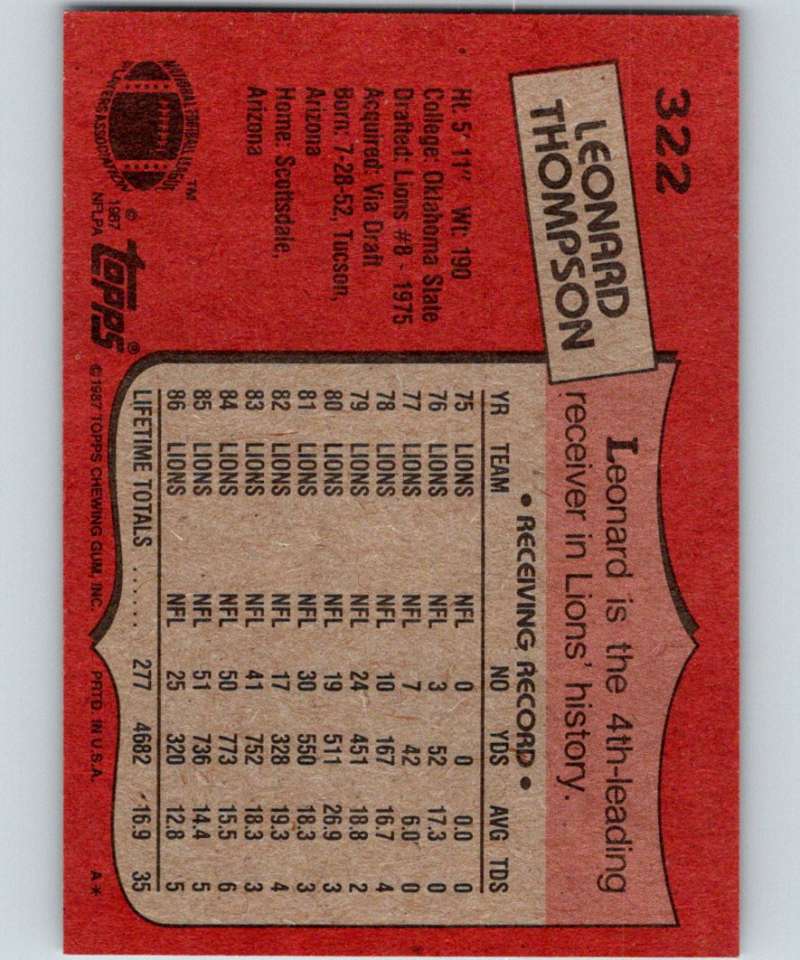 322
LEONARD
THOMPSON
Ht: 5' 11" Wt: 190
College: Oklahoma State
Drafted: Lions #8 - 1975
Acquired: Via Draft
Born: 7-28-52, Tucson,
Arizona
Home: Scottsdale,
Arizona
NATIONAL FOOTBALL LEAGUE
PLAYERS ASSOCIATION
™
© 1987
NFLPA
topps®
Leonard is the 4th-leading
receiver in Lions' history.
• RECEIVING RECORD •
YR TEAM NO YDS AVG TDS
75 LIONS NFL 0 0 0.0 0
76 LIONS NFL 3 52 17.3 0
77 LIONS NFL 7 42 6.0 0
78 LIONS NFL 10 167 16.7 4
79 LIONS NFL 24 451 18.8 2
80 LIONS NFL 19 511 26.9 3
81 LIONS NFL 30 550 18.3 3
82 LIONS NFL 17 328 19.3 4
83 LIONS NFL 41 752 18.3 3
84 LIONS NFL 50 773 15.5 6
85 LIONS NFL 51 736 14.4 5
86 LIONS NFL 25 320 12.8 5
LIFETIME TOTALS ...... 277 4682 16.9 35
©1987 TOPPS CHEWING GUM, INC. PRTD. IN U.S.A. A*